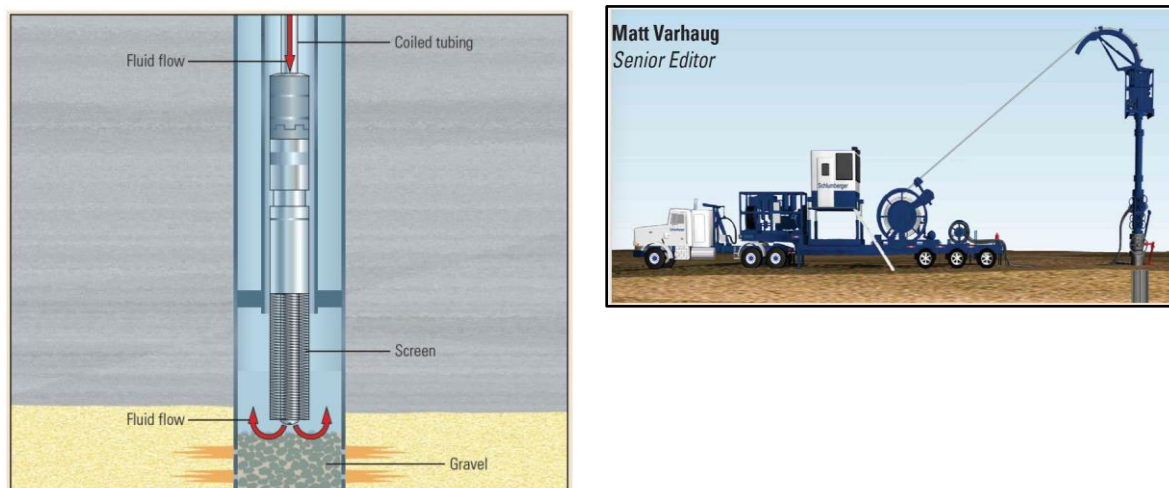 Coiled tubing
Fluid flow
Screen
Fluid flow
Gravel
Matt Varhaug
Senior Editor
Schlumberger